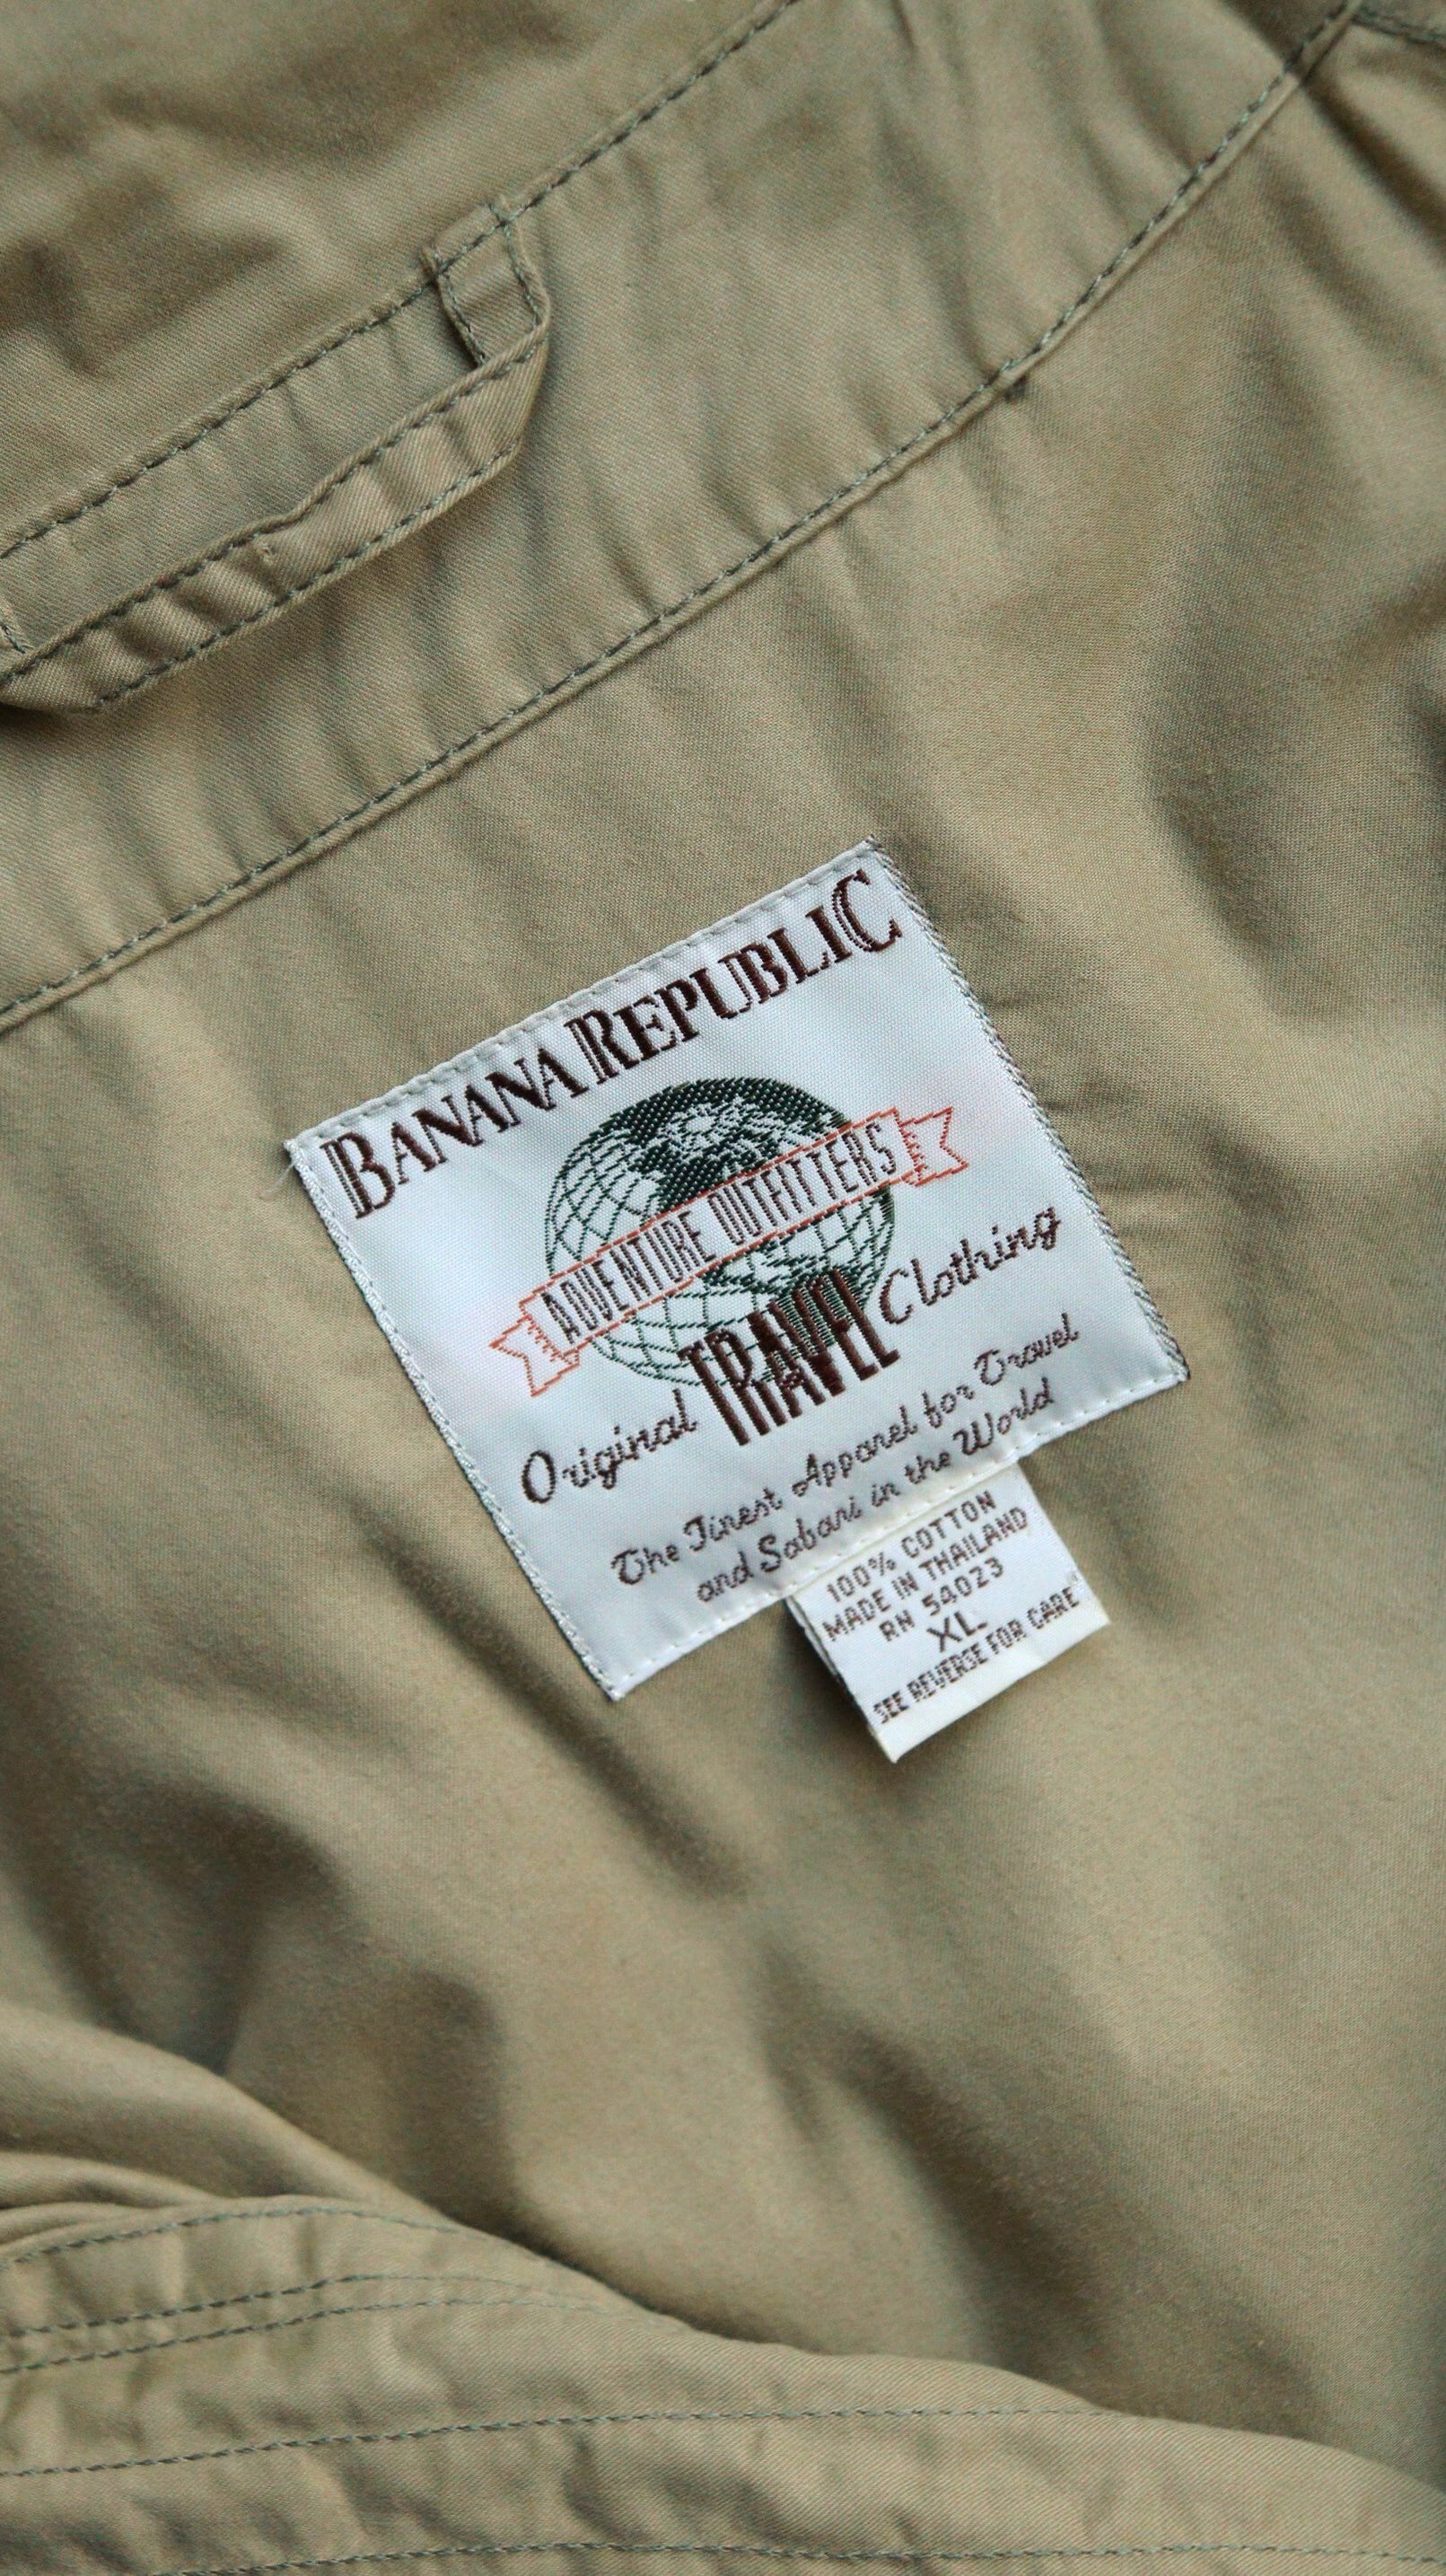 BANANA REPUBLIC
ADVENTURE OUTFITTERS
Original TRAVEL Clothing
The Finest Apparel for Travel
and Safari in the World
100% COTTON
MADE IN THAILAND
RN 54023
XL
SEE REVERSE FOR CARE